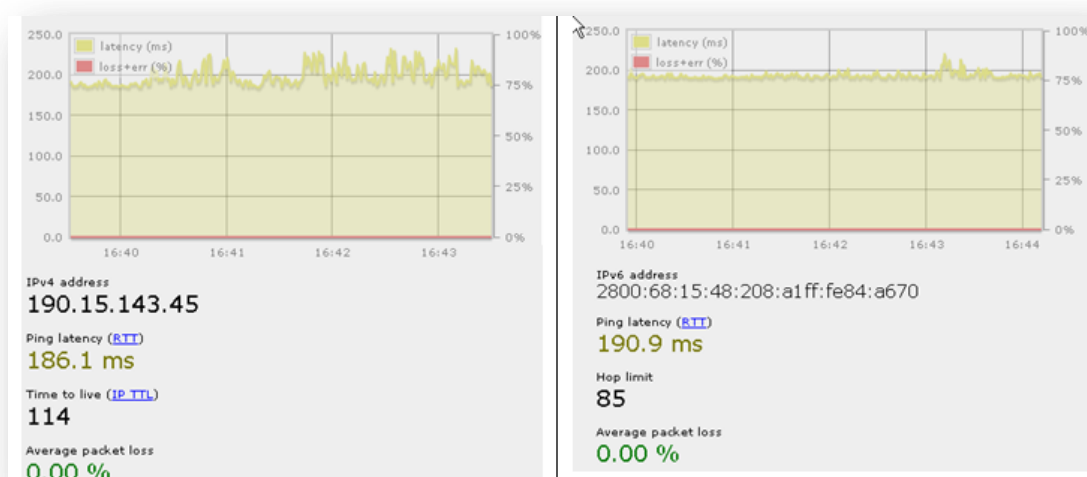 250.0
latency (ms)
loss+err (%)
200.0
150.0
100.0
50.0
0.0
100%
75%
50%
25%
0%
16:40 16:41 16:42 16:43
IPv4 address
190.15.143.45
Ping latency (RTT)
186.1 ms
Time to live (IP TTL)
114
Average packet loss
0.00 %
250.0
latency (ms)
loss+err (%)
200.0
150.0
100.0
50.0
0.0
100%
75%
50%
25%
0%
16:40 16:41 16:42 16:43 16:44
IPv6 address
2800:68:15:48:208:a1ff:fe84:a670
Ping latency (RTT)
190.9 ms
Hop limit
85
Average packet loss
0.00 %